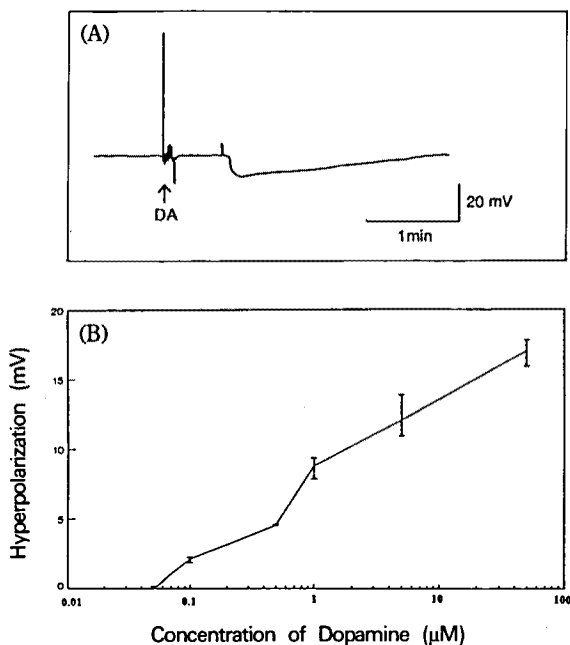 (A)
DA
20 mV
1min
(B)
Hyperpolarization (mV)
20
15
10
5
0
0.01
0.1
1
10
100
Concentration of Dopamine (μM)